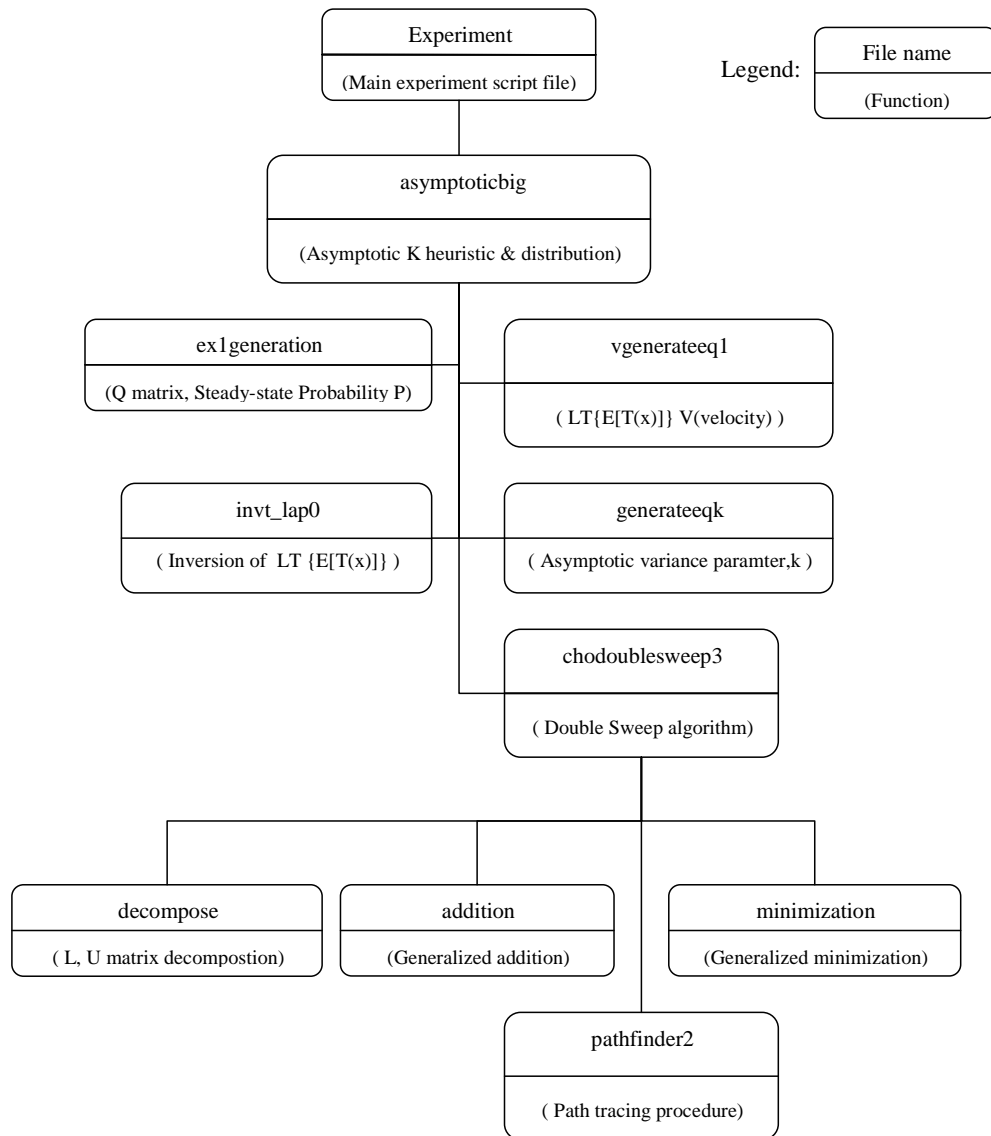 Experiment
(Main experiment script file)
Legend:
File name
(Function)
asymptoticbig
(Asymptotic K heuristic & distribution)
ex1generation
(Q matrix, Steady-state Probability P)
vgenerateeq1
( LT{E[T(x)]} V(velocity) )
invt_lap0
( Inversion of LT {E[T(x)]} )
generateeqk
( Asymptotic variance paramter,k )
chodoublesweep3
( Double Sweep algorithm)
decompose
( L, U matrix decompostion)
addition
(Generalized addition)
minimization
(Generalized minimization)
pathfinder2
( Path tracing procedure)